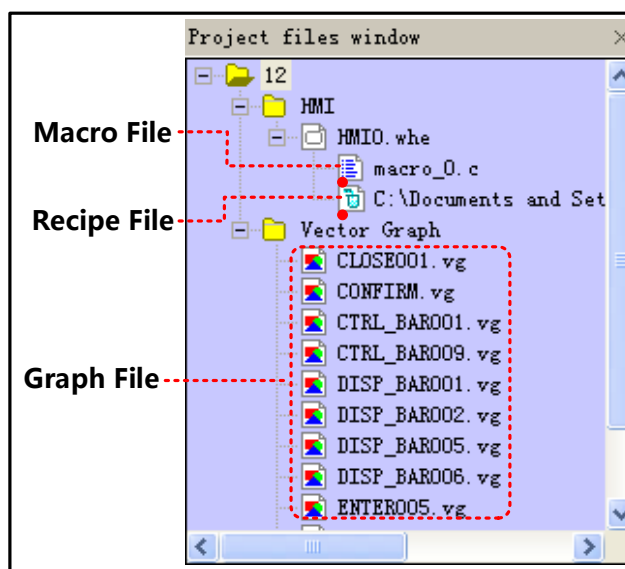 Project files window
12
HMI
HMI0.whe
Macro File
macro_0.c
C:\Documents and Set
Recipe File
Vector Graph
CLOSE001.vg
CONFIRM.vg
CTRL_BAR001.vg
CTRL_BAR009.vg
Graph File
DISP_BAR001.vg
DISP_BAR002.vg
DISP_BAR005.vg
DISP_BAR006.vg
ENTER005.vg